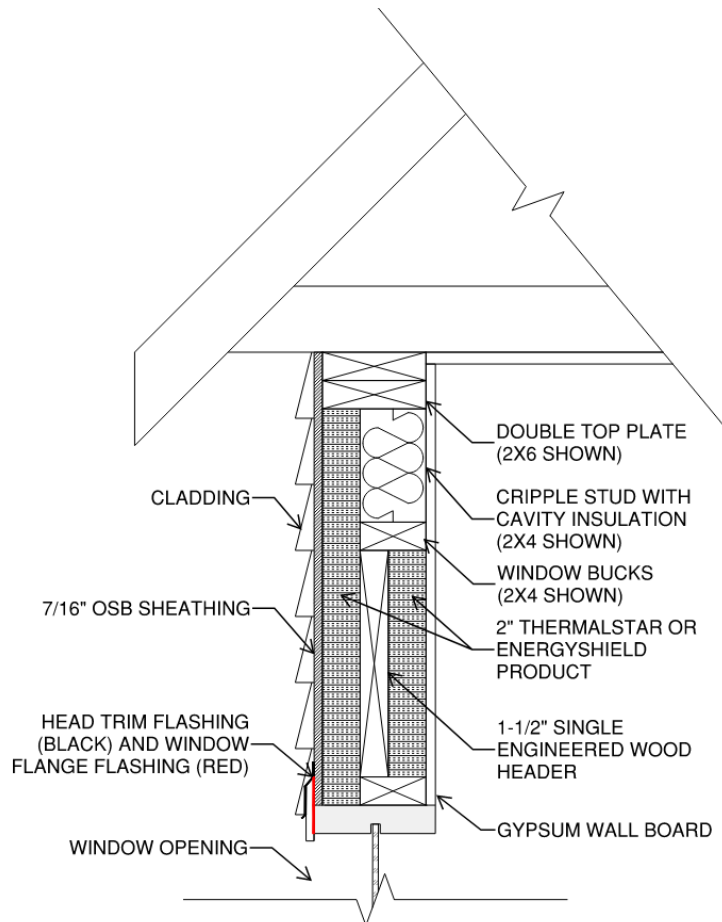 DOUBLE TOP PLATE
(2X6 SHOWN)
CLADDING
CRIPPLE STUD WITH
CAVITY INSULATION
(2X4 SHOWN)
WINDOW BUCKS
(2X4 SHOWN)
7/16" OSB SHEATHING
2" THERMALSTAR OR
ENERGYSHIELD
PRODUCT
HEAD TRIM FLASHING
(BLACK) AND WINDOW
FLANGE FLASHING (RED)
1-1/2" SINGLE
ENGINEERED WOOD
HEADER
GYPSUM WALL BOARD
WINDOW OPENING